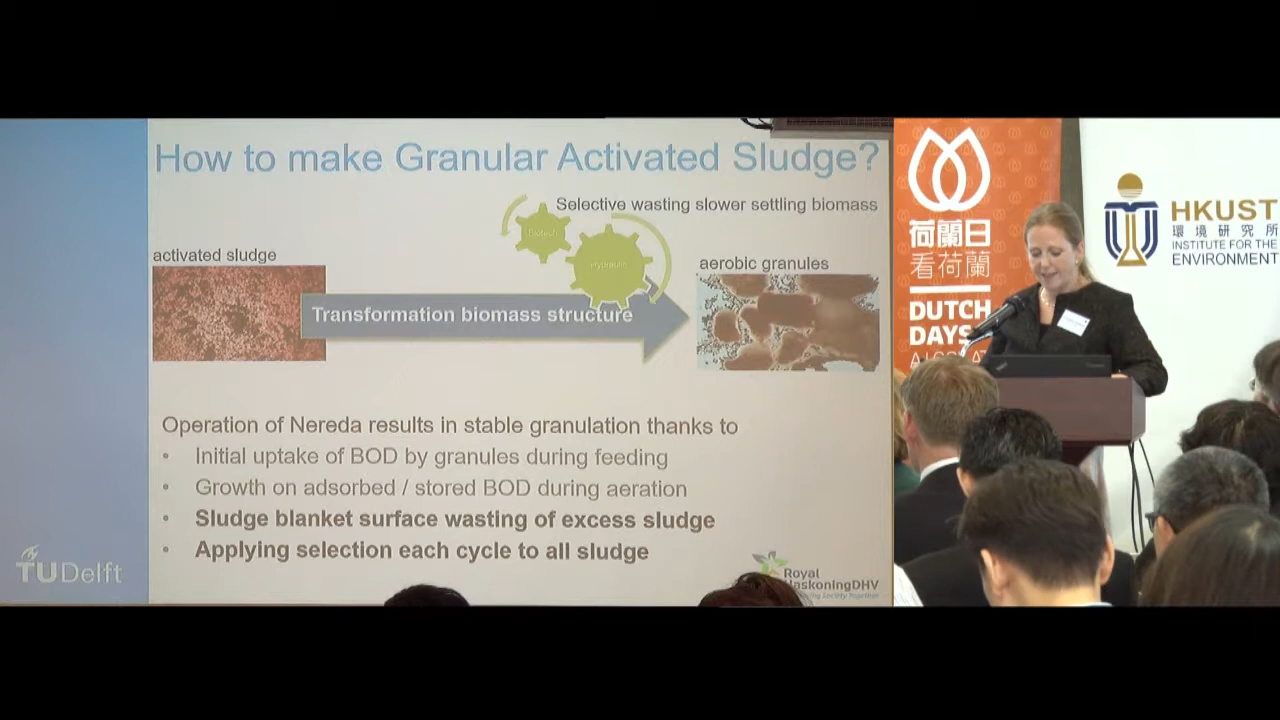 How to make Granular Activated Sludge?
Selective wasting slower settling biomass
Biotech
Hydraulic
activated sludge
aerobic granules
Transformation biomass structure
Operation of Nereda results in stable granulation thanks to
• Initial uptake of BOD by granules during feeding
• Growth on adsorbed / stored BOD during aeration
• Sludge blanket surface wasting of excess sludge
• Applying selection each cycle to all sludge
TUDelft
Royal
HaskoningDHV
Society Together
荷蘭日
看荷蘭
DUTCH
DAYS
HKUST
環境研究所
INSTITUTE FOR THE
ENVIRONMENT